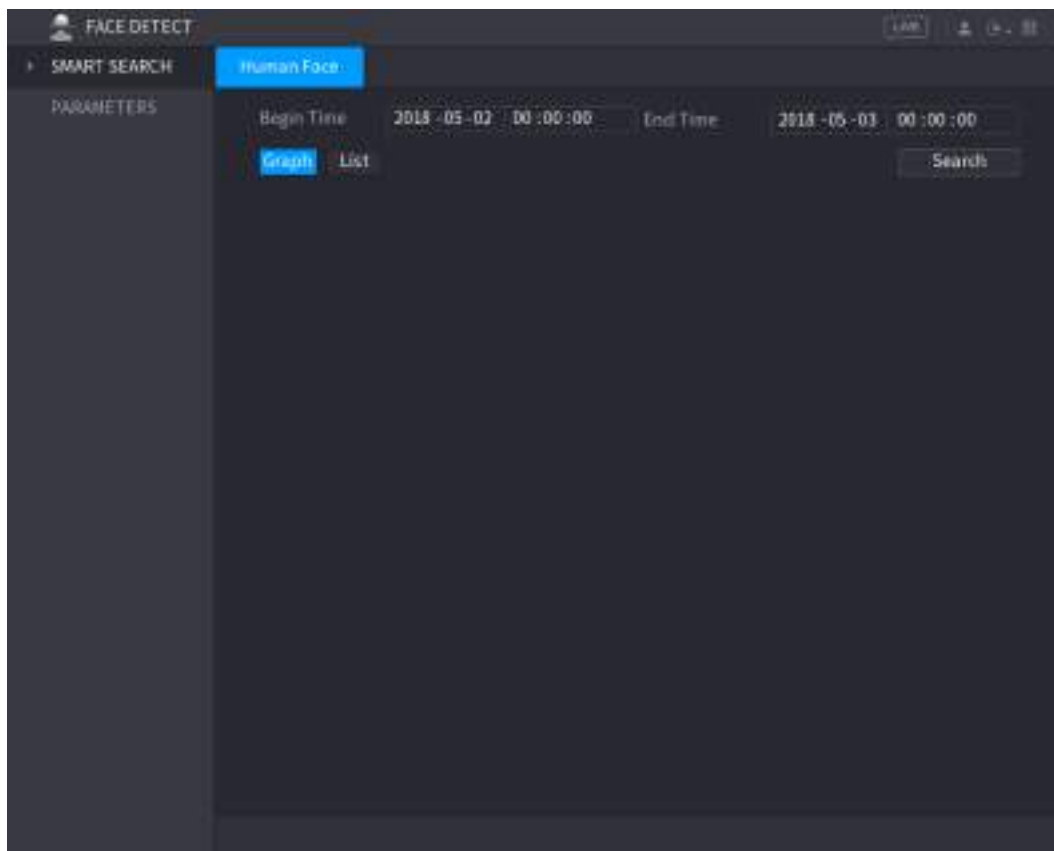 FACE DETECT
LIVE
SMART SEARCH
Human Face
PARAMETERS
Begin Time 2018 -05 -02 00 :00 :00 End Time 2018 -05 -03 00 :00 :00
Graph List Search